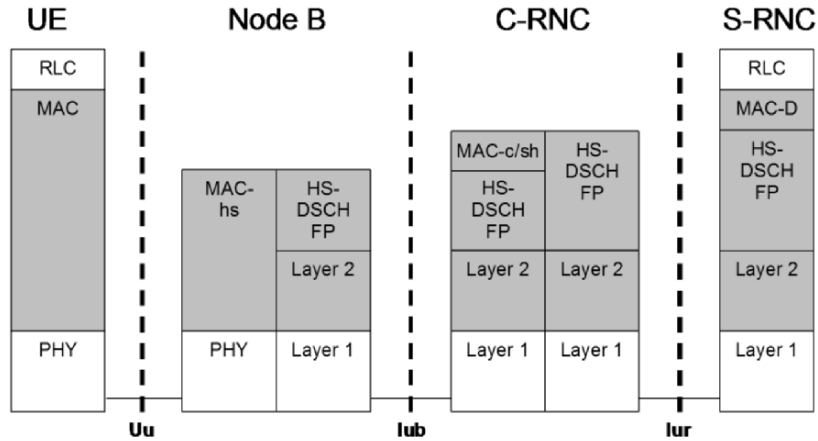 UE
Node B
C-RNC
S-RNC
RLC
MAC
PHY
MAC-
hs
PHY
HS-
DSCH
FP
Layer 2
Layer 1
MAC-c/sh
HS-
DSCH
FP
Layer 2
Layer 1
HS-
DSCH
FP
Layer 2
Layer 1
RLC
MAC-D
HS-
DSCH
FP
Layer 2
Layer 1
Uu
Iub
Iur